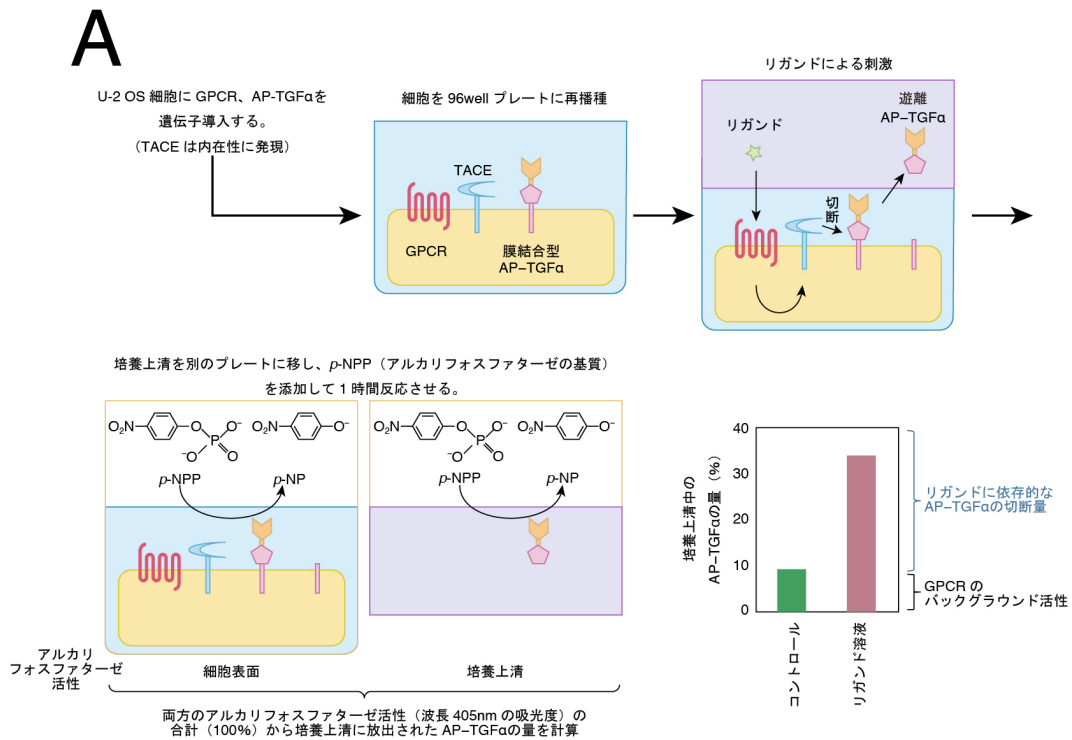 A
U-2 OS 細胞に GPCR、AP-TGFαを
遺伝子導入する。
（TACE は内在性に発現）
細胞を 96well プレートに再播種
TACE
GPCR
膜結合型
AP−TGFα
リガンドによる刺激
リガンド
遊離
AP−TGFα
切断
培養上清を別のプレートに移し、p-NPP（アルカリフォスファターゼの基質）
を添加して 1 時間反応させる。
O₂N O P O⁻ ⁻O O
O₂N O⁻
p-NPP
p-NP
O₂N O P O⁻ ⁻O O
O₂N O⁻
p-NPP
p-NP
アルカリ
フォスファターゼ
活性
細胞表面
培養上清
両方のアルカリフォスファターゼ活性（波長 405nm の吸光度）の
合計（100%）から培養上清に放出された AP−TGFαの量を計算
培養上清中の
AP−TGFαの量（%）
40
30
20
10
0
コントロール
リガンド溶液
リガンドに依存的な
AP−TGFαの切断量
GPCR の
バックグラウンド活性